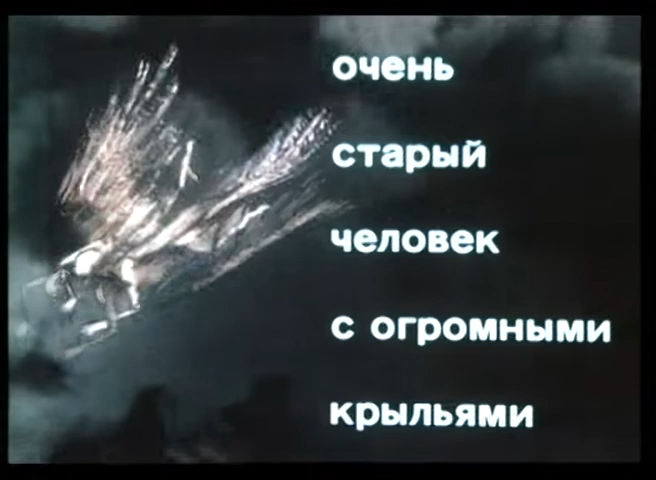 очень
старый
человек
с огромными
крыльями